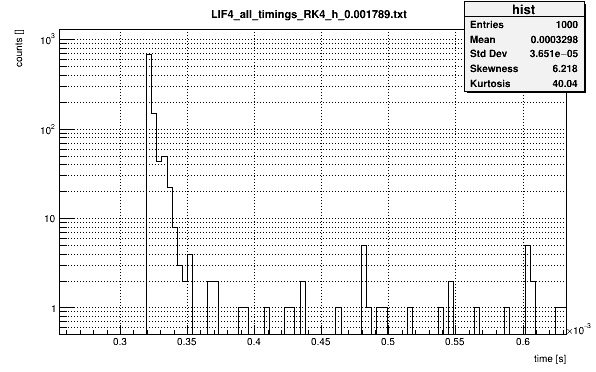 LIF4_all_timings_RK4_h_0.001789.txt
hist
Entries 1000
Mean 0.0003298
Std Dev 3.651e−05
Skewness 6.218
Kurtosis 40.04
counts []
10³
10²
10
1
0.3 0.35 0.4 0.45 0.5 0.55 0.6
×10⁻³
time [s]